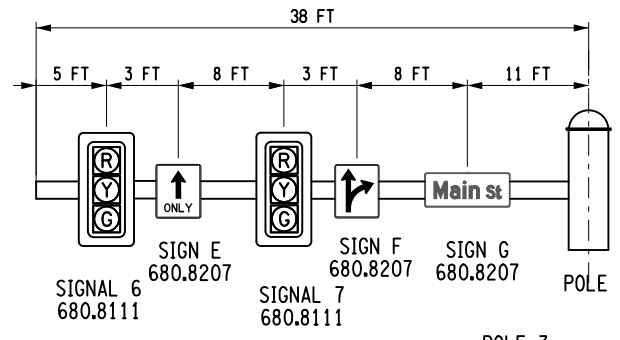 38 FT
5 FT 3 FT 8 FT 3 FT 8 FT 11 FT
R
Y
G
ONLY
R
Y
G
Main st
SIGN E
680.8207
SIGN F
680.8207
SIGN G
680.8207
POLE
SIGNAL 6
680.8111
SIGNAL 7
680.8111